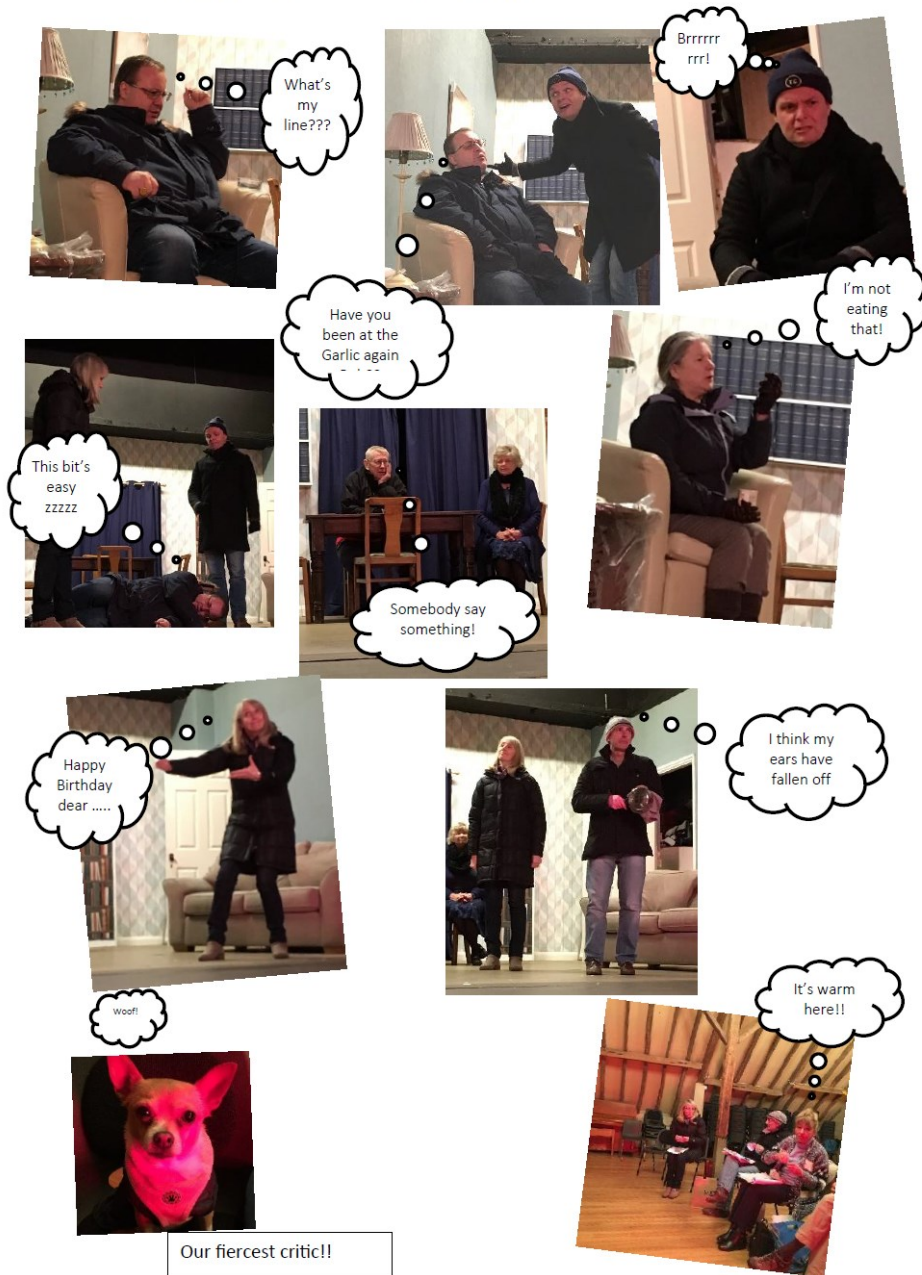 What's
my
line???
Brrrrrr
rrr!
I'm not
eating
that!
Have you
been at the
Garlic again
This bit's
easy
zzzzz
Somebody say
something!
Happy
Birthday
dear .....
I think my
ears have
fallen off
Woof!
It's warm
here!!
Our fiercest critic!!